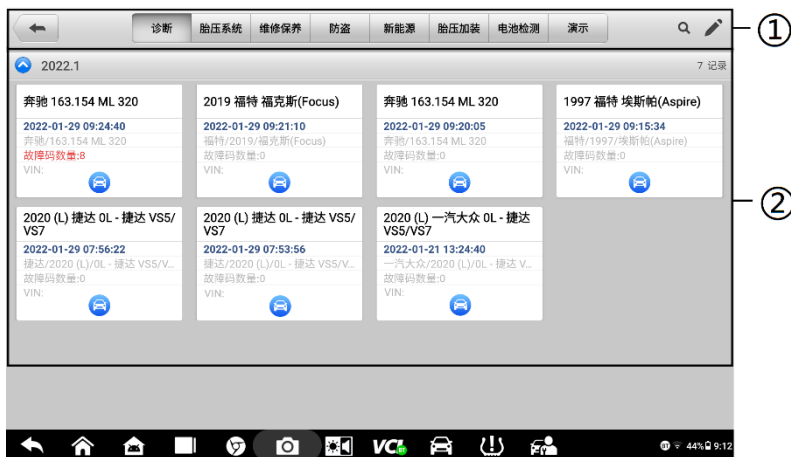 诊断 胎压系统 维修保养 防盗 新能源 胎压加装 电池检测 演示
①
2022.1 7 记录
奔驰 163.154 ML 320
2022-01-29 09:24:40
奔驰/163.154 ML 320
故障码数量:8
VIN:
2019 福特 福克斯(Focus)
2022-01-29 09:21:10
福特/2019/福克斯(Focus)
故障码数量:0
VIN:
奔驰 163.154 ML 320
2022-01-29 09:20:05
奔驰/163.154 ML 320
故障码数量:0
VIN:
1997 福特 埃斯帕(Aspire)
2022-01-29 09:15:34
福特/1997/埃斯帕(Aspire)
故障码数量:0
VIN:
②
2020 (L) 捷达 0L - 捷达 VS5/
VS7
2022-01-29 07:56:22
捷达/2020 (L)/0L - 捷达 VS5/V...
故障码数量:0
VIN:
2020 (L) 捷达 0L - 捷达 VS5/
VS7
2022-01-29 07:53:56
捷达/2020 (L)/0L - 捷达 VS5/V...
故障码数量:0
VIN:
2020 (L) 一汽大众 0L - 捷达
VS5/VS7
2022-01-21 13:24:40
一汽大众/2020 (L)/0L - 捷达 V...
故障码数量:0
VIN:
VCI BT 44% 9:12